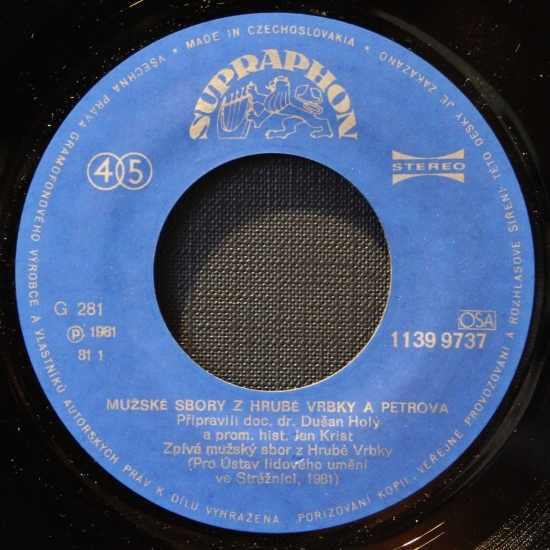 VŠECHNA PRÁVA GRAMOFONOVÉHO VÝROBCE A VLASTNÍKŮ AUTORSKÝCH PRÁV K DÍLU VYHRAŽENA
• MADE IN CZECHOSLOVAKIA •
POŘIZOVÁNÍ KOPIÍ, VEŘEJNÉ PROVOZOVÁNÍ A ROZHLASOVÉ ŠÍŘENÍ TÉTO DESKY JE ZAKÁZÁNO
SUPRAPHON
45
STEREO
G 281
Ⓟ 1981
81 1
OSA
1139 9737
MUŽSKÉ SBORY Z HRUBÉ VRBKY A PETROVA
Připravili doc. dr. Dušan Holý
a prom. hist. Jan Krist
Zpívá mužský sbor z Hrubé Vrbky
(Pro Ústav lidového umění
ve Strážnici, 1981)